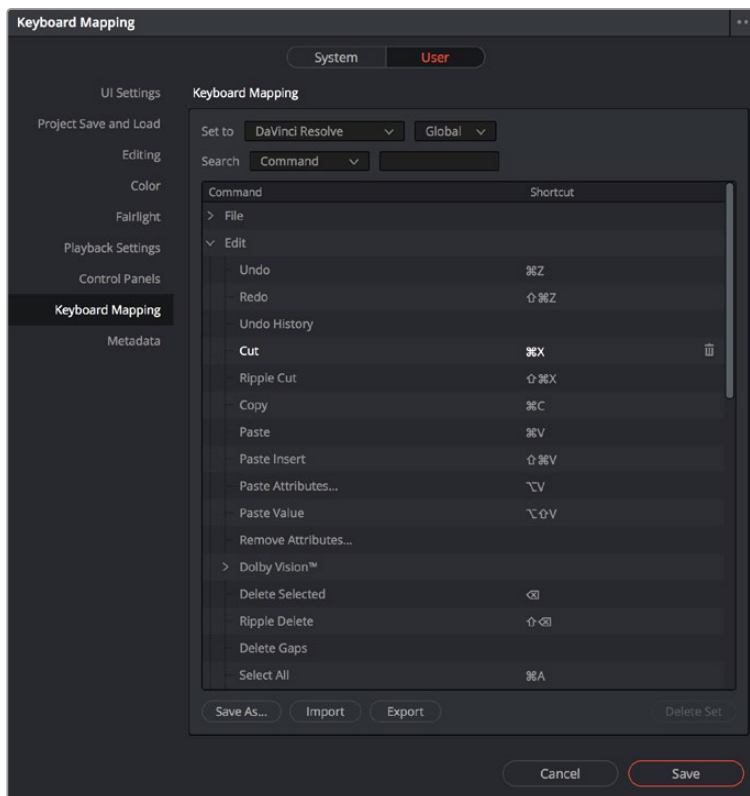 Keyboard Mapping
System User
UI Settings
Project Save and Load
Editing
Color
Fairlight
Playback Settings
Control Panels
Keyboard Mapping
Metadata
Keyboard Mapping
Set to DaVinci Resolve Global
Search Command
Command Shortcut
File
Edit
Undo ⌘Z
Redo ⇧⌘Z
Undo History
Cut ⌘X
Ripple Cut ⇧⌘X
Copy ⌘C
Paste ⌘V
Paste Insert ⇧⌘V
Paste Attributes... ⌥V
Paste Value ⌥⇧V
Remove Attributes...
Dolby Vision™
Delete Selected ⌫
Ripple Delete ⇧⌫
Delete Gaps
Select All ⌘A
Save As... Import Export Delete Set
Cancel Save